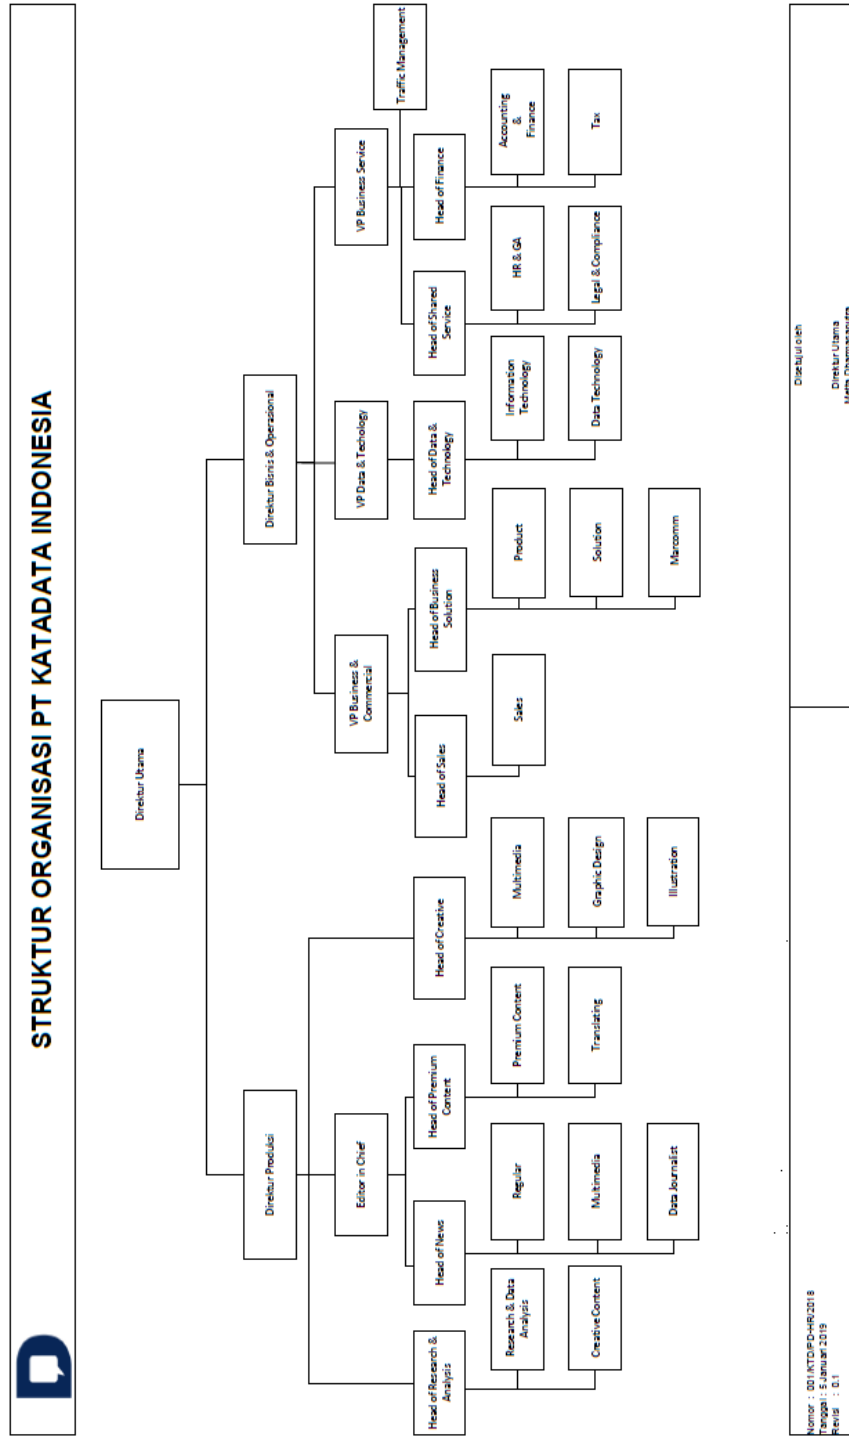 STRUKTUR ORGANISASI PT KATADATA INDONESIA
Direktur Utama
Direktur Produksi
Direktur Bisnis & Operasional
Editor in Chief
VP Business &
Commercial
VP Data & Techology
VP Business Service
Traffic Management
Head of Research &
Analysis
Head of News
Head of Premium
Content
Head of Creative
Head of Sales
Head of Business
Solution
Head of Data &
Technology
Head of Shared
Service
Head of Finance
Research & Data
Analysis
Regular
Premium Content
Multimedia
Sales
Product
Information
Technology
HR & GA
Accounting
&
Finance
Creative Content
Multimedia
Translating
Graphic Design
Solution
Data Technology
Legal & Compliance
Tax
Data Journalist
Illustration
Marcomm
Nomor : 001/KTD/PD-HR/2018
Tanggal : 5 Januari 2019
Revisi : 0.1
Disetujui oleh
Direktur Utama